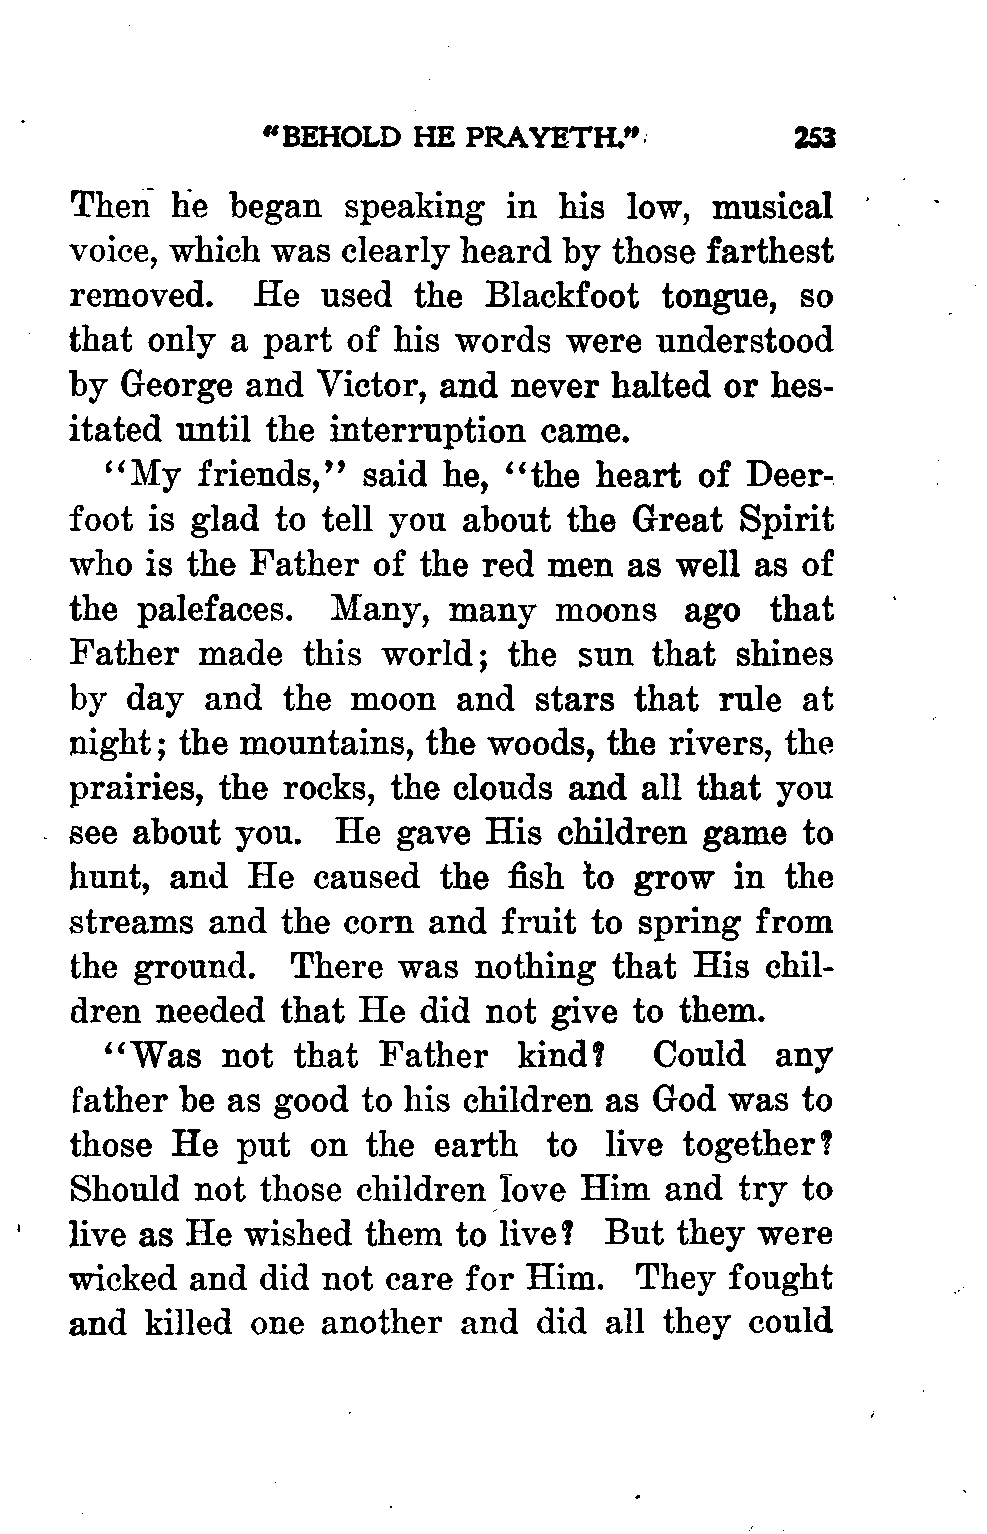 "BEHOLD HE PRAYETH." 253
Then he began speaking in his low, musical
voice, which was clearly heard by those farthest
removed. He used the Blackfoot tongue, so
that only a part of his words were understood
by George and Victor, and never halted or hes-
itated until the interruption came.
"My friends," said he, "the heart of Deer-
foot is glad to tell you about the Great Spirit
who is the Father of the red men as well as of
the palefaces. Many, many moons ago that
Father made this world; the sun that shines
by day and the moon and stars that rule at
night; the mountains, the woods, the rivers, the
prairies, the rocks, the clouds and all that you
see about you. He gave His children game to
hunt, and He caused the fish to grow in the
streams and the corn and fruit to spring from
the ground. There was nothing that His chil-
dren needed that He did not give to them.
"Was not that Father kind? Could any
father be as good to his children as God was to
those He put on the earth to live together?
Should not those children love Him and try to
live as He wished them to live? But they were
wicked and did not care for Him. They fought
and killed one another and did all they could